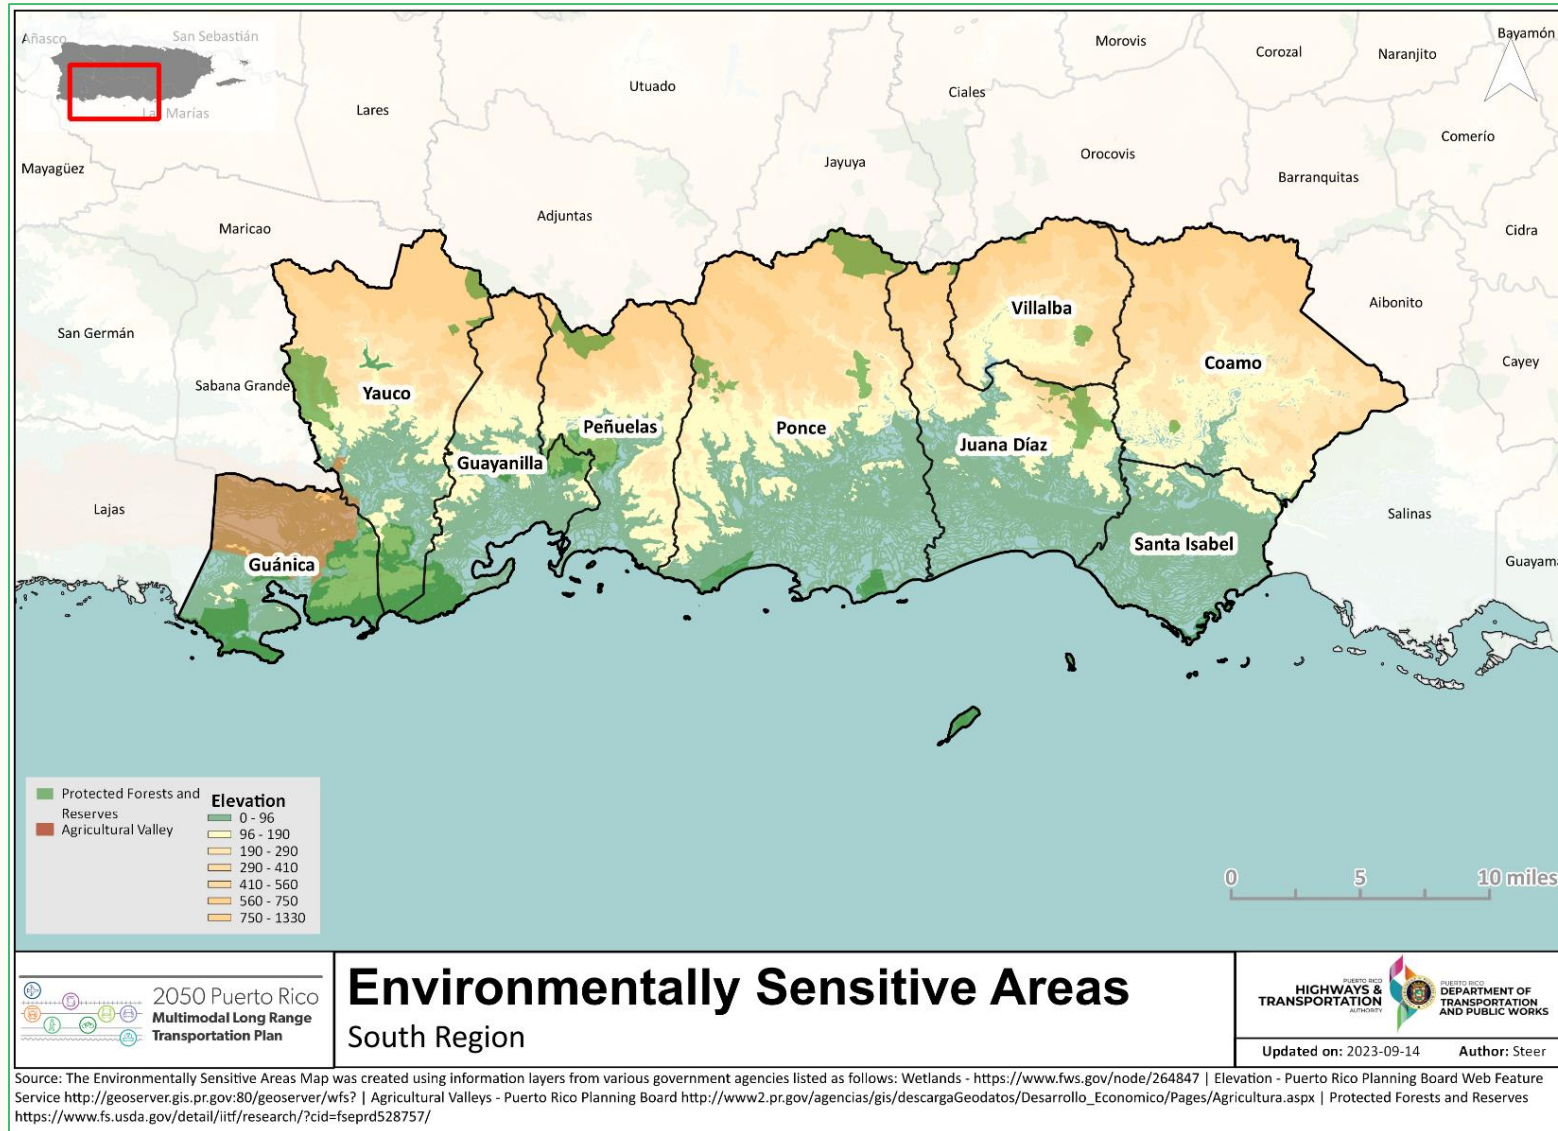 Añasco
San Sebastián
Las Marías
Mayagüez
Lares
Utuado
Morovis
Corozal
Naranjito
Bayamón
Ciales
Comerío
Jayuya
Orocovis
Barranquitas
Maricao
Adjuntas
Cidra
Aibonito
San Germán
Sabana Grande
Cayey
Villalba
Coamo
Yauco
Peñuelas
Ponce
Juana Díaz
Guayanilla
Lajas
Salinas
Guánica
Santa Isabel
Guayama
Protected Forests and
Reserves
Agricultural Valley
Elevation
0 - 96
96 - 190
190 - 290
290 - 410
410 - 560
560 - 750
750 - 1330
0 5 10 miles
2050 Puerto Rico
Multimodal Long Range
Transportation Plan
Environmentally Sensitive Areas
South Region
PUERTO RICO
HIGHWAYS &
TRANSPORTATION
AUTHORITY
PUERTO RICO
DEPARTMENT OF
TRANSPORTATION
AND PUBLIC WORKS
Updated on: 2023-09-14 Author: Steer
Source: The Environmentally Sensitive Areas Map was created using information layers from various government agencies listed as follows: Wetlands - https://www.fws.gov/node/264847 | Elevation - Puerto Rico Planning Board Web Feature
Service http://geoserver.gis.pr.gov:80/geoserver/wfs? | Agricultural Valleys - Puerto Rico Planning Board http://www2.pr.gov/agencias/gis/descargaGeodatos/Desarrollo_Economico/Pages/Agricultura.aspx | Protected Forests and Reserves
https://www.fs.usda.gov/detail/iitf/research/?cid=fseprd528757/